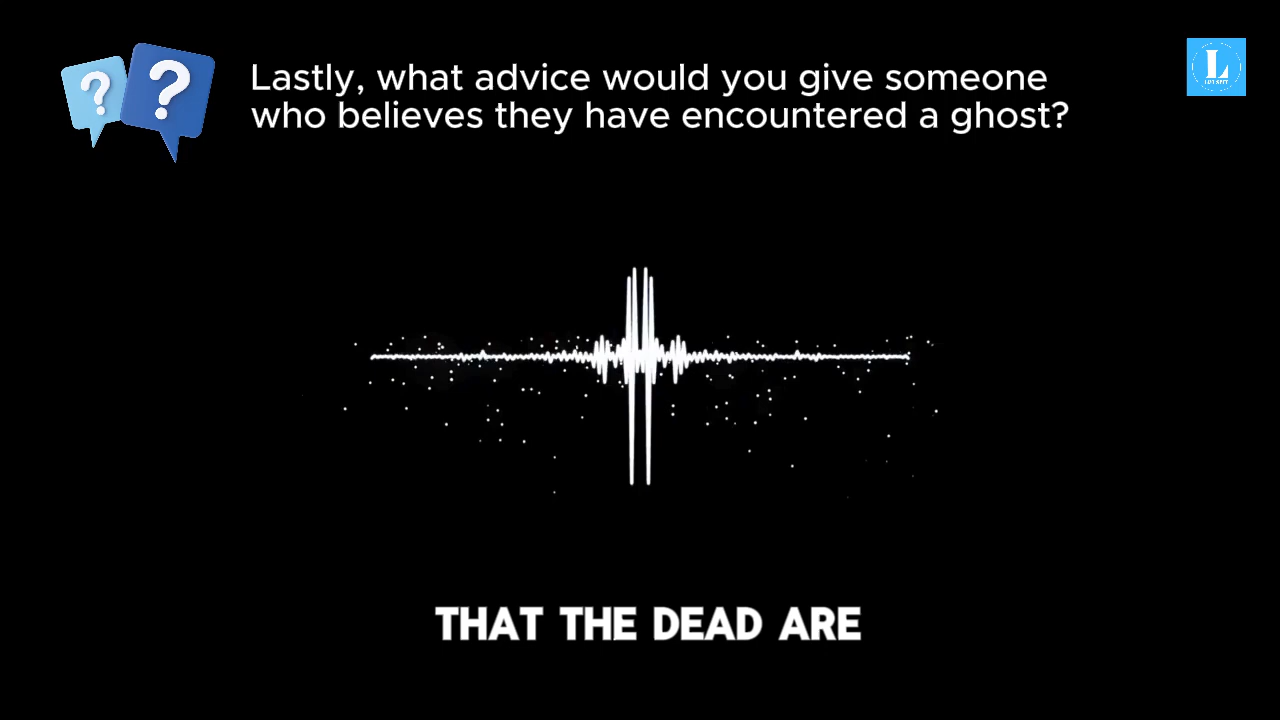 ? ?
Lastly, what advice would you give someone
who believes they have encountered a ghost?
L
THAT THE DEAD ARE